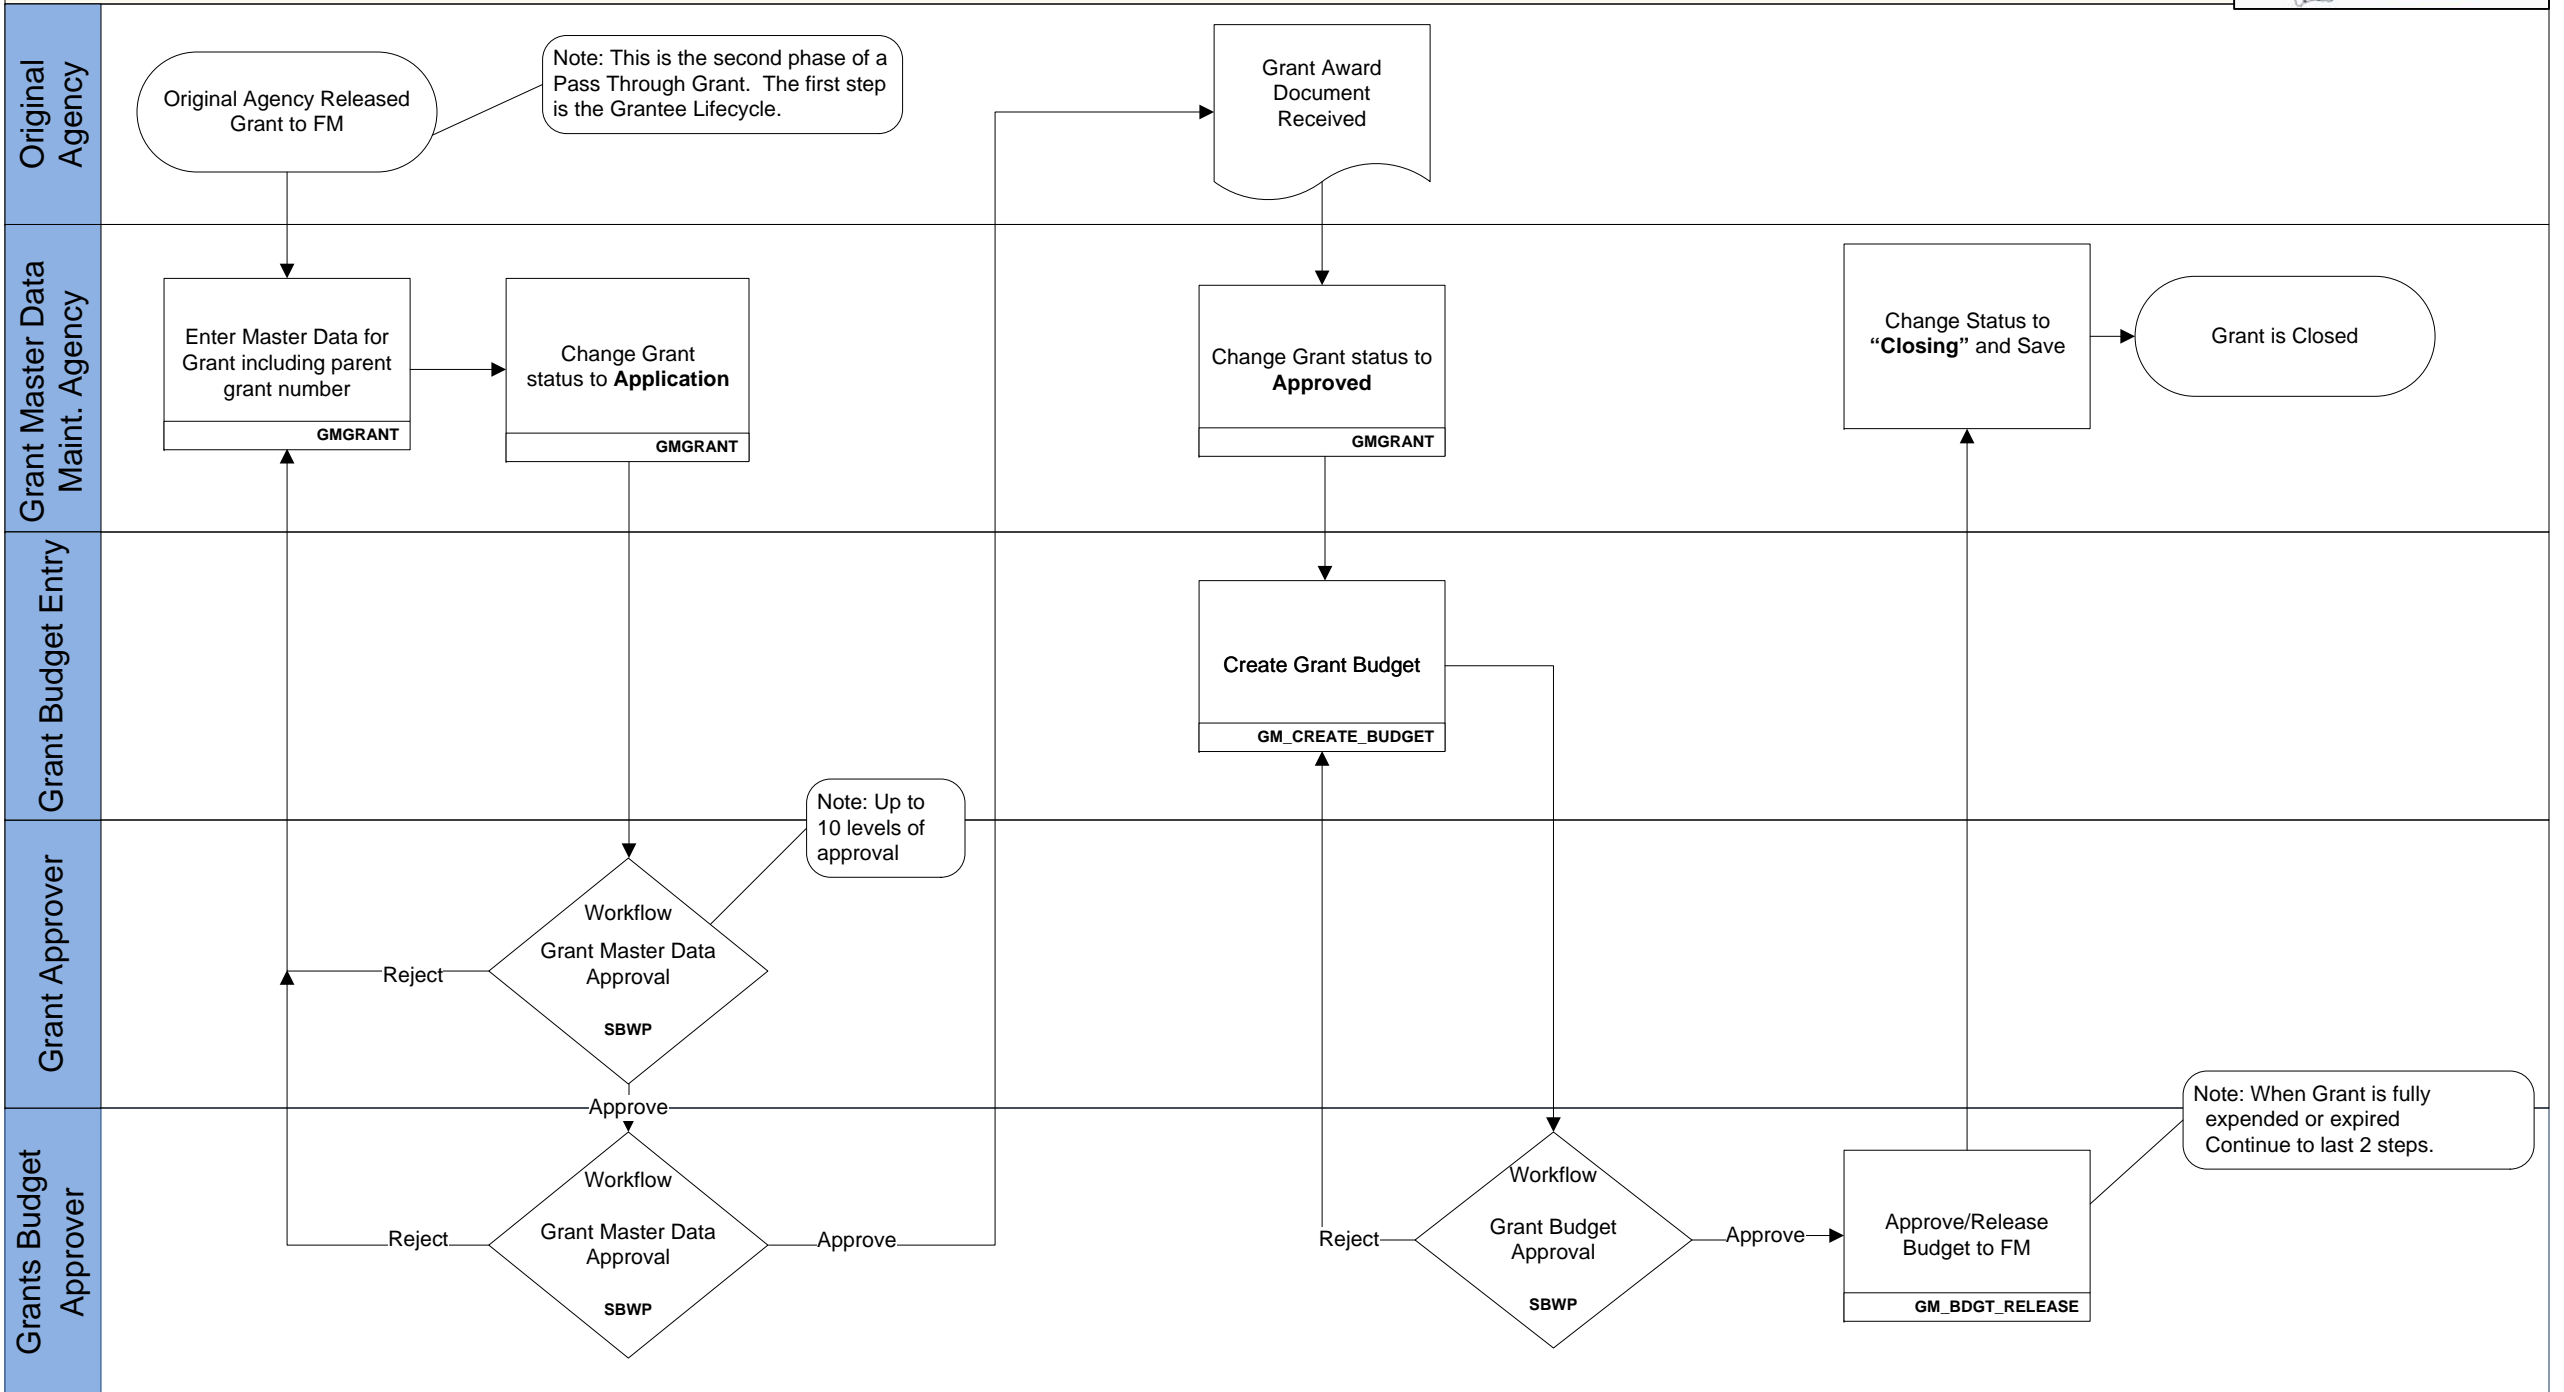 Original
Agency
Original Agency Released
Grant to FM
Note: This is the second phase of a
Pass Through Grant. The first step
is the Grantee Lifecycle.
Grant Award
Document
Received
Grant Master Data
Maint. Agency
Enter Master Data for
Grant including parent
grant number
GMGRANT
Change Grant
status to Application
GMGRANT
Change Grant status to
Approved
GMGRANT
Change Status to
“Closing” and Save
Grant is Closed
Grant Budget Entry
Create Grant Budget
GM_CREATE_BUDGET
Note: Up to
10 levels of
approval
Grant Approver
Workflow
Grant Master Data
Approval
SBWP
Reject
Approve
Grants Budget
Approver
Workflow
Grant Master Data
Approval
SBWP
Reject
Approve
Workflow
Grant Budget
Approval
SBWP
Reject
Approve
Approve/Release
Budget to FM
GM_BDGT_RELEASE
Note: When Grant is fully
expended or expired
Continue to last 2 steps.